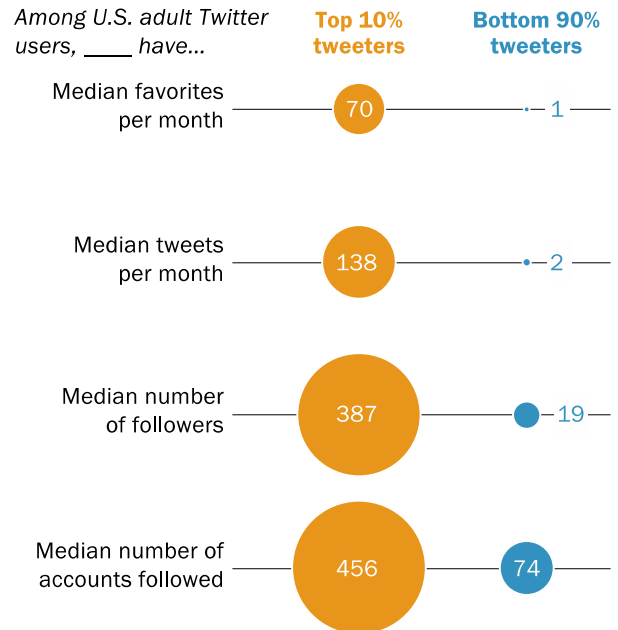 Among U.S. adult Twitter
users, ____ have...
Top 10%
tweeters
Bottom 90%
tweeters
Median favorites
per month
70
1
Median tweets
per month
138
2
Median number
of followers
387
19
Median number of
accounts followed
456
74